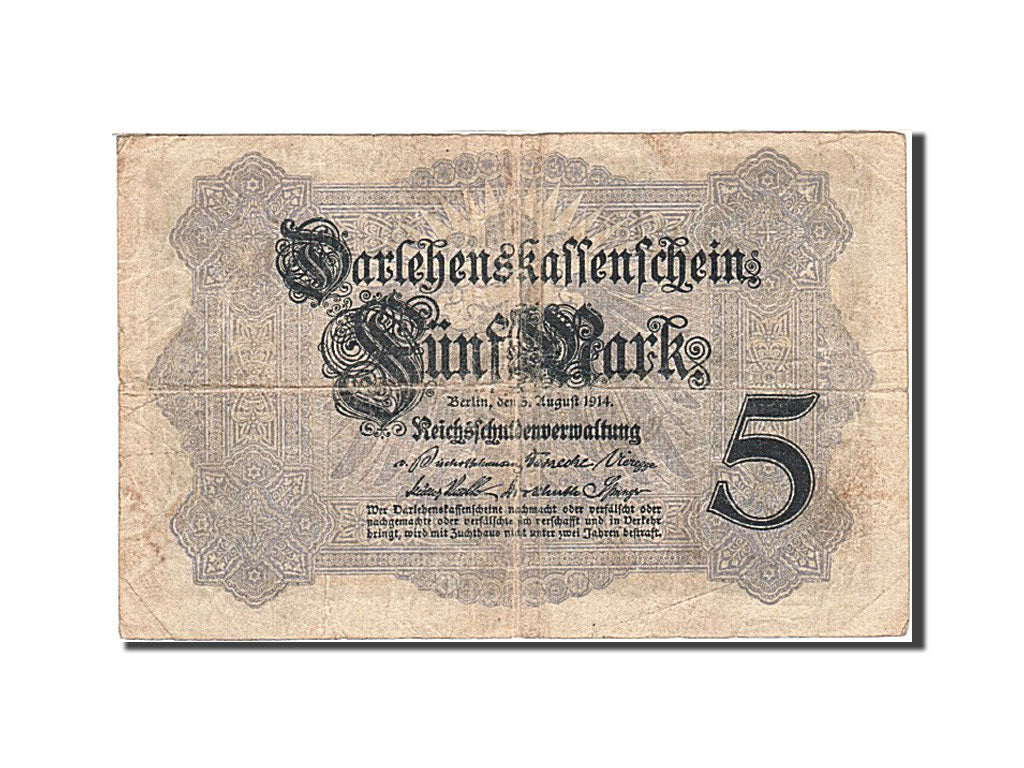 Darlehenskassenschein
Fünf Mark
Berlin, den 5. August 1914.
Reichsschuldenverwaltung
5
Wer Darlehenskassenscheine nachmacht oder verfälscht oder
nachgemachte oder verfälschte sich verschafft und in Verkehr
bringt, wird mit Zuchthaus nicht unter zwei Jahren bestraft.